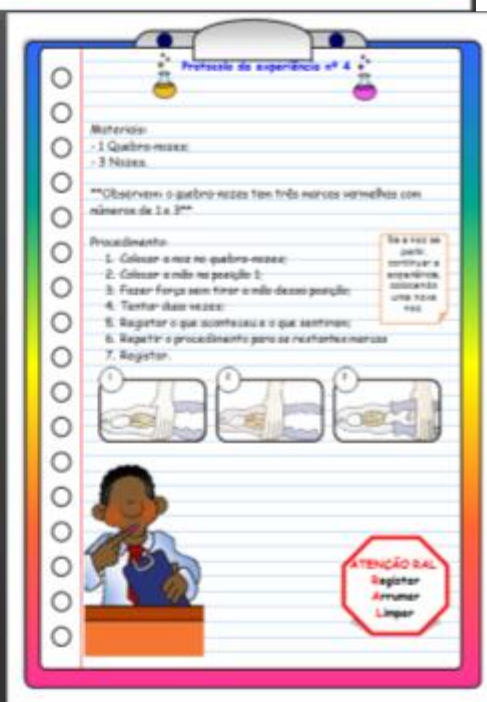 Protocolo da experiência nº 4
Materiais:
- 1 Quebra-nozes;
- 3 Nozes.
**Observem: o quebra-nozes tem três marcas vermelhas com
números de 1 a 3**
Procedimento:
1. Colocar a noz no quebra-nozes;
2. Colocar a mão na posição 1;
3. Fazer força sem tirar a mão dessa posição;
4. Tentar duas vezes;
5. Registar o que aconteceu e o que sentiram;
6. Repetir o procedimento para as restantes marcas
7. Registar.
Se a noz se
partir,
continuar a
experiência,
colocando
uma nova
noz.
ATENÇÃO RAL
Registar
Arrumar
Limpar